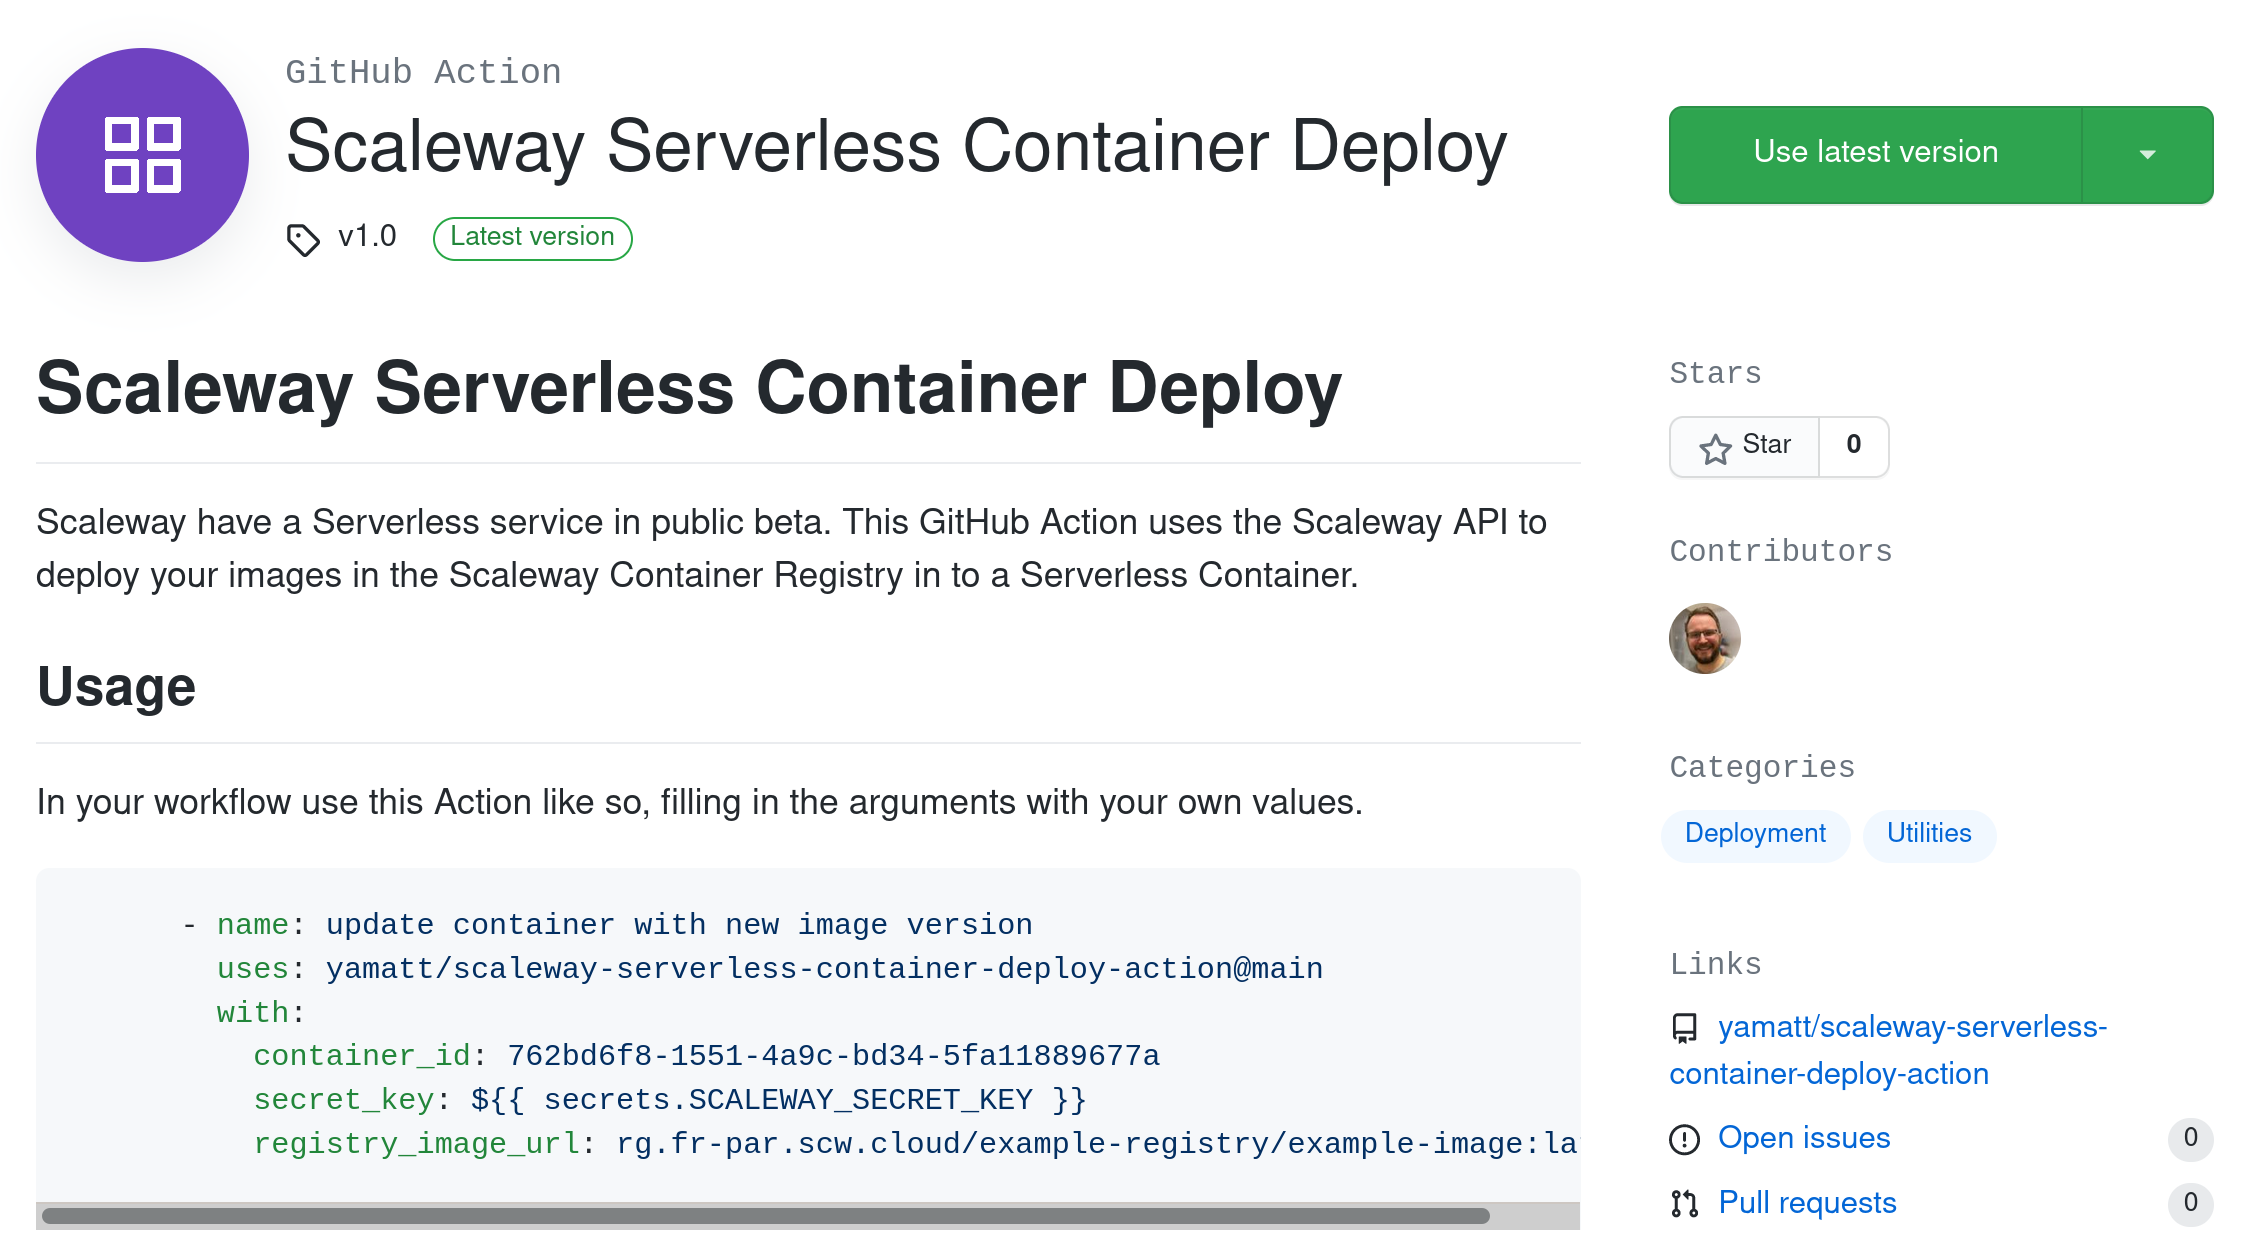 GitHub Action
Scaleway Serverless Container Deploy
v1.0 Latest version
Use latest version
Scaleway Serverless Container Deploy
Scaleway have a Serverless service in public beta. This GitHub Action uses the Scaleway API to
deploy your images in the Scaleway Container Registry in to a Serverless Container.
Usage
In your workflow use this Action like so, filling in the arguments with your own values.
- name: update container with new image version
uses: yamatt/scaleway-serverless-container-deploy-action@main
with:
container_id: 762bd6f8-1551-4a9c-bd34-5fa11889677a
secret_key: ${{ secrets.SCALEWAY_SECRET_KEY }}
registry_image_url: rg.fr-par.scw.cloud/example-registry/example-image:la
Stars
Star 0
Contributors
Categories
Deployment Utilities
Links
yamatt/scaleway-serverless-
container-deploy-action
Open issues 0
Pull requests 0